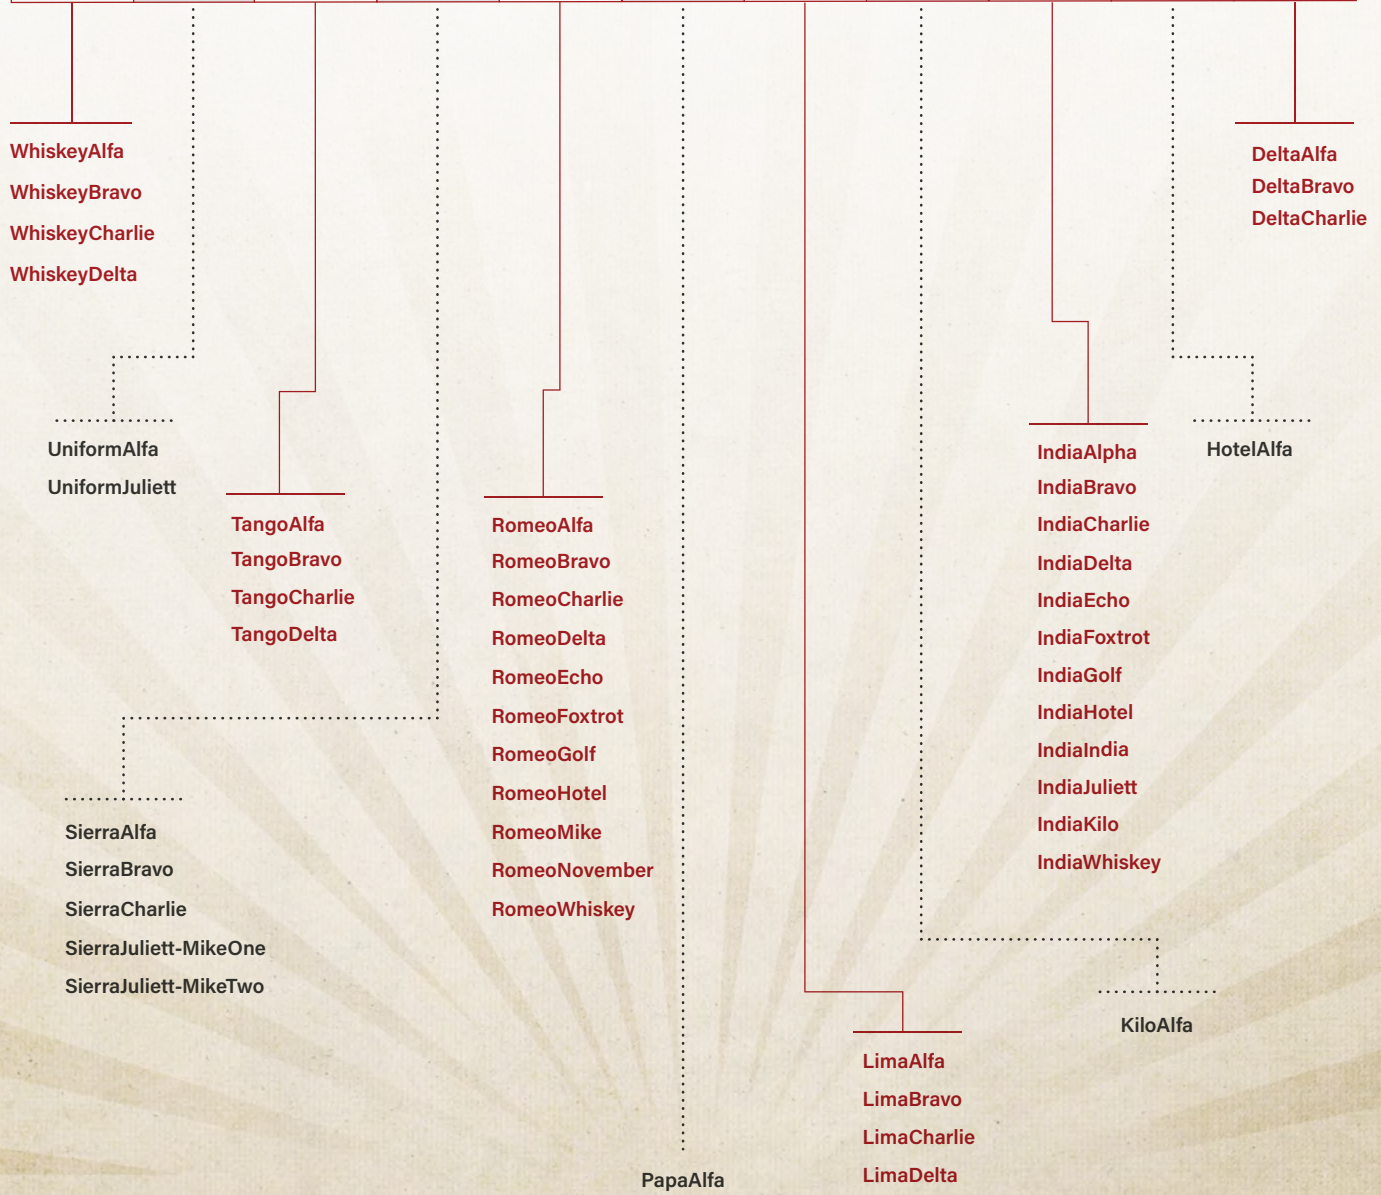 WhiskeyAlfa
WhiskeyBravo
WhiskeyCharlie
WhiskeyDelta
UniformAlfa
UniformJuliett
TangoAlfa
TangoBravo
TangoCharlie
TangoDelta
SierraAlfa
SierraBravo
SierraCharlie
SierraJuliett-MikeOne
SierraJuliett-MikeTwo
RomeoAlfa
RomeoBravo
RomeoCharlie
RomeoDelta
RomeoEcho
RomeoFoxtrot
RomeoGolf
RomeoHotel
RomeoMike
RomeoNovember
RomeoWhiskey
PapaAlfa
LimaAlfa
LimaBravo
LimaCharlie
LimaDelta
KiloAlfa
IndiaAlpha
IndiaBravo
IndiaCharlie
IndiaDelta
IndiaEcho
IndiaFoxtrot
IndiaGolf
IndiaHotel
IndiaIndia
IndiaJuliett
IndiaKilo
IndiaWhiskey
HotelAlfa
DeltaAlfa
DeltaBravo
DeltaCharlie